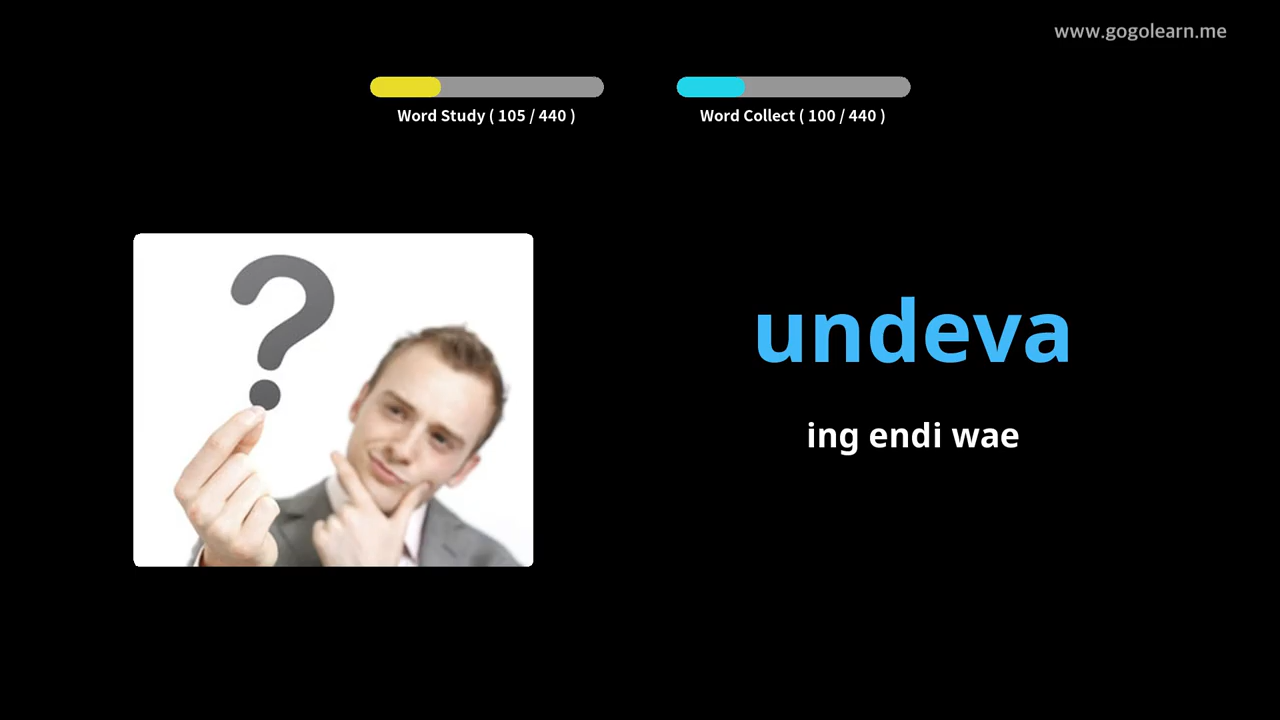 www.gogolearn.me
Word Study ( 105 / 440 )
Word Collect ( 100 / 440 )
undeva
ing endi wae